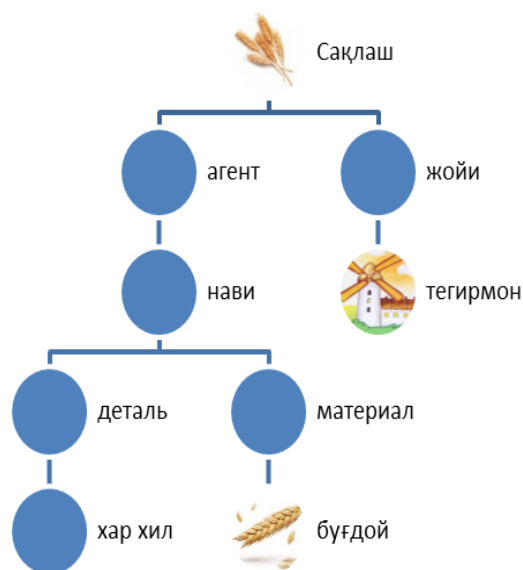 Сақлаш
агент
жойи
нави
тегирмон
деталь
материал
хар хил
буғдой